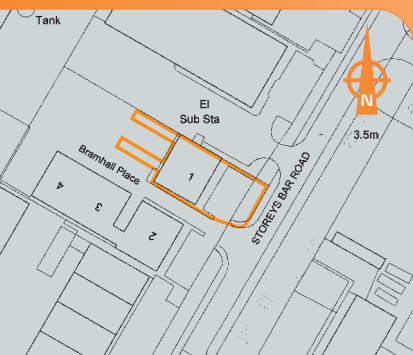 Tank
El
Sub Sta
N
3.5m
Bramhall Place
1
STOREYS BAR ROAD
4
3
2